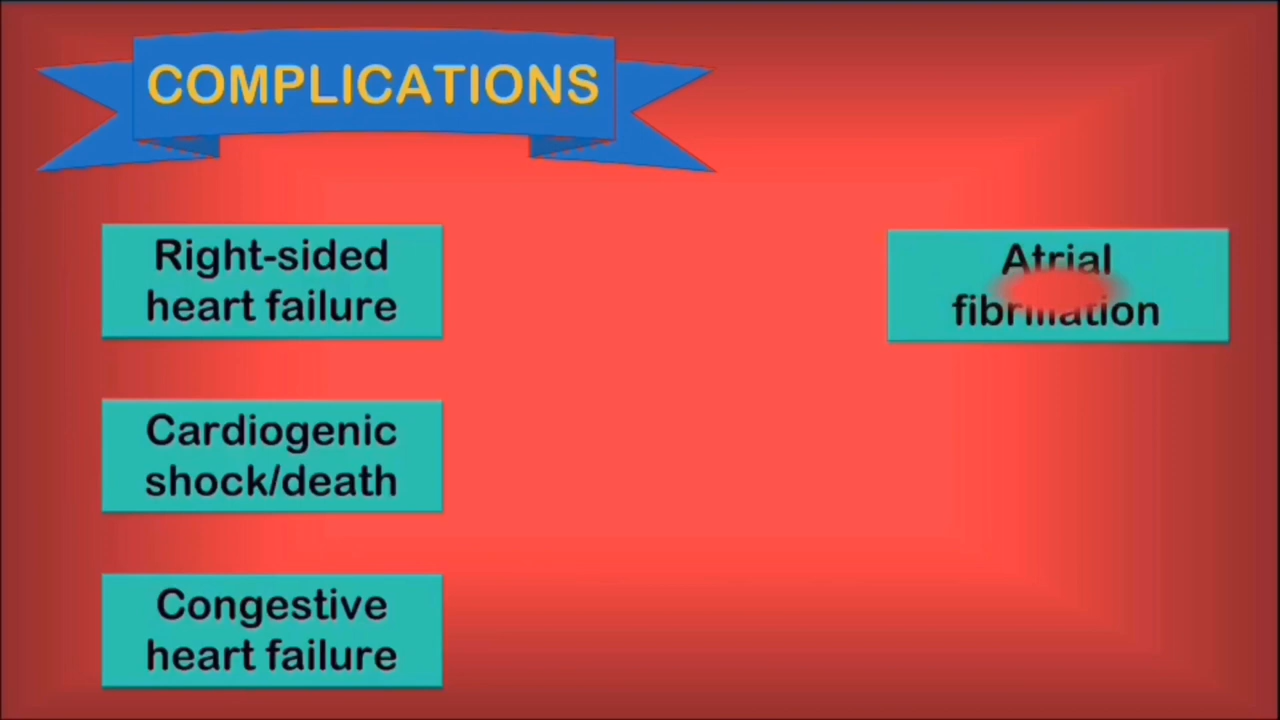 COMPLICATIONS
Right-sided
heart failure
Cardiogenic
shock/death
Congestive
heart failure
Atrial
fibrillation